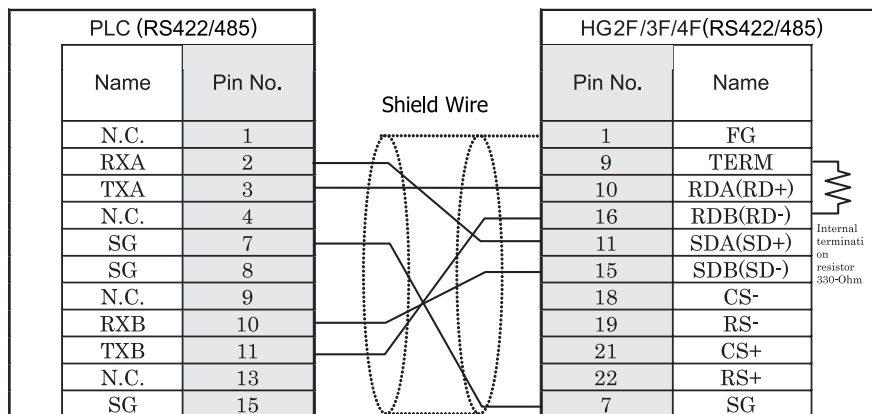 PLC (RS422/485)
Name Pin No.
N.C. 1
RXA 2
TXA 3
N.C. 4
SG 7
SG 8
N.C. 9
RXB 10
TXB 11
N.C. 13
SG 15
Shield Wire
HG2F/3F/4F(RS422/485)
Pin No. Name
1 FG
9 TERM
10 RDA(RD+)
16 RDB(RD-)
11 SDA(SD+)
15 SDB(SD-)
18 CS-
19 RS-
21 CS+
22 RS+
7 SG
Internal
terminati
on
resistor
330-Ohm